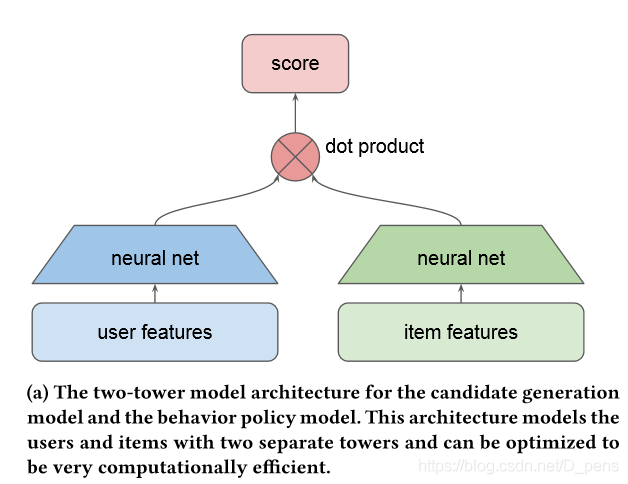 score
dot product
neural net
neural net
user features
item features
(a) The two-tower model architecture for the candidate generation
model and the behavior policy model. This architecture models the
users and items with two separate towers and can be optimized to
be very computationally efficient.
https://blog.csdn.net/D_pens